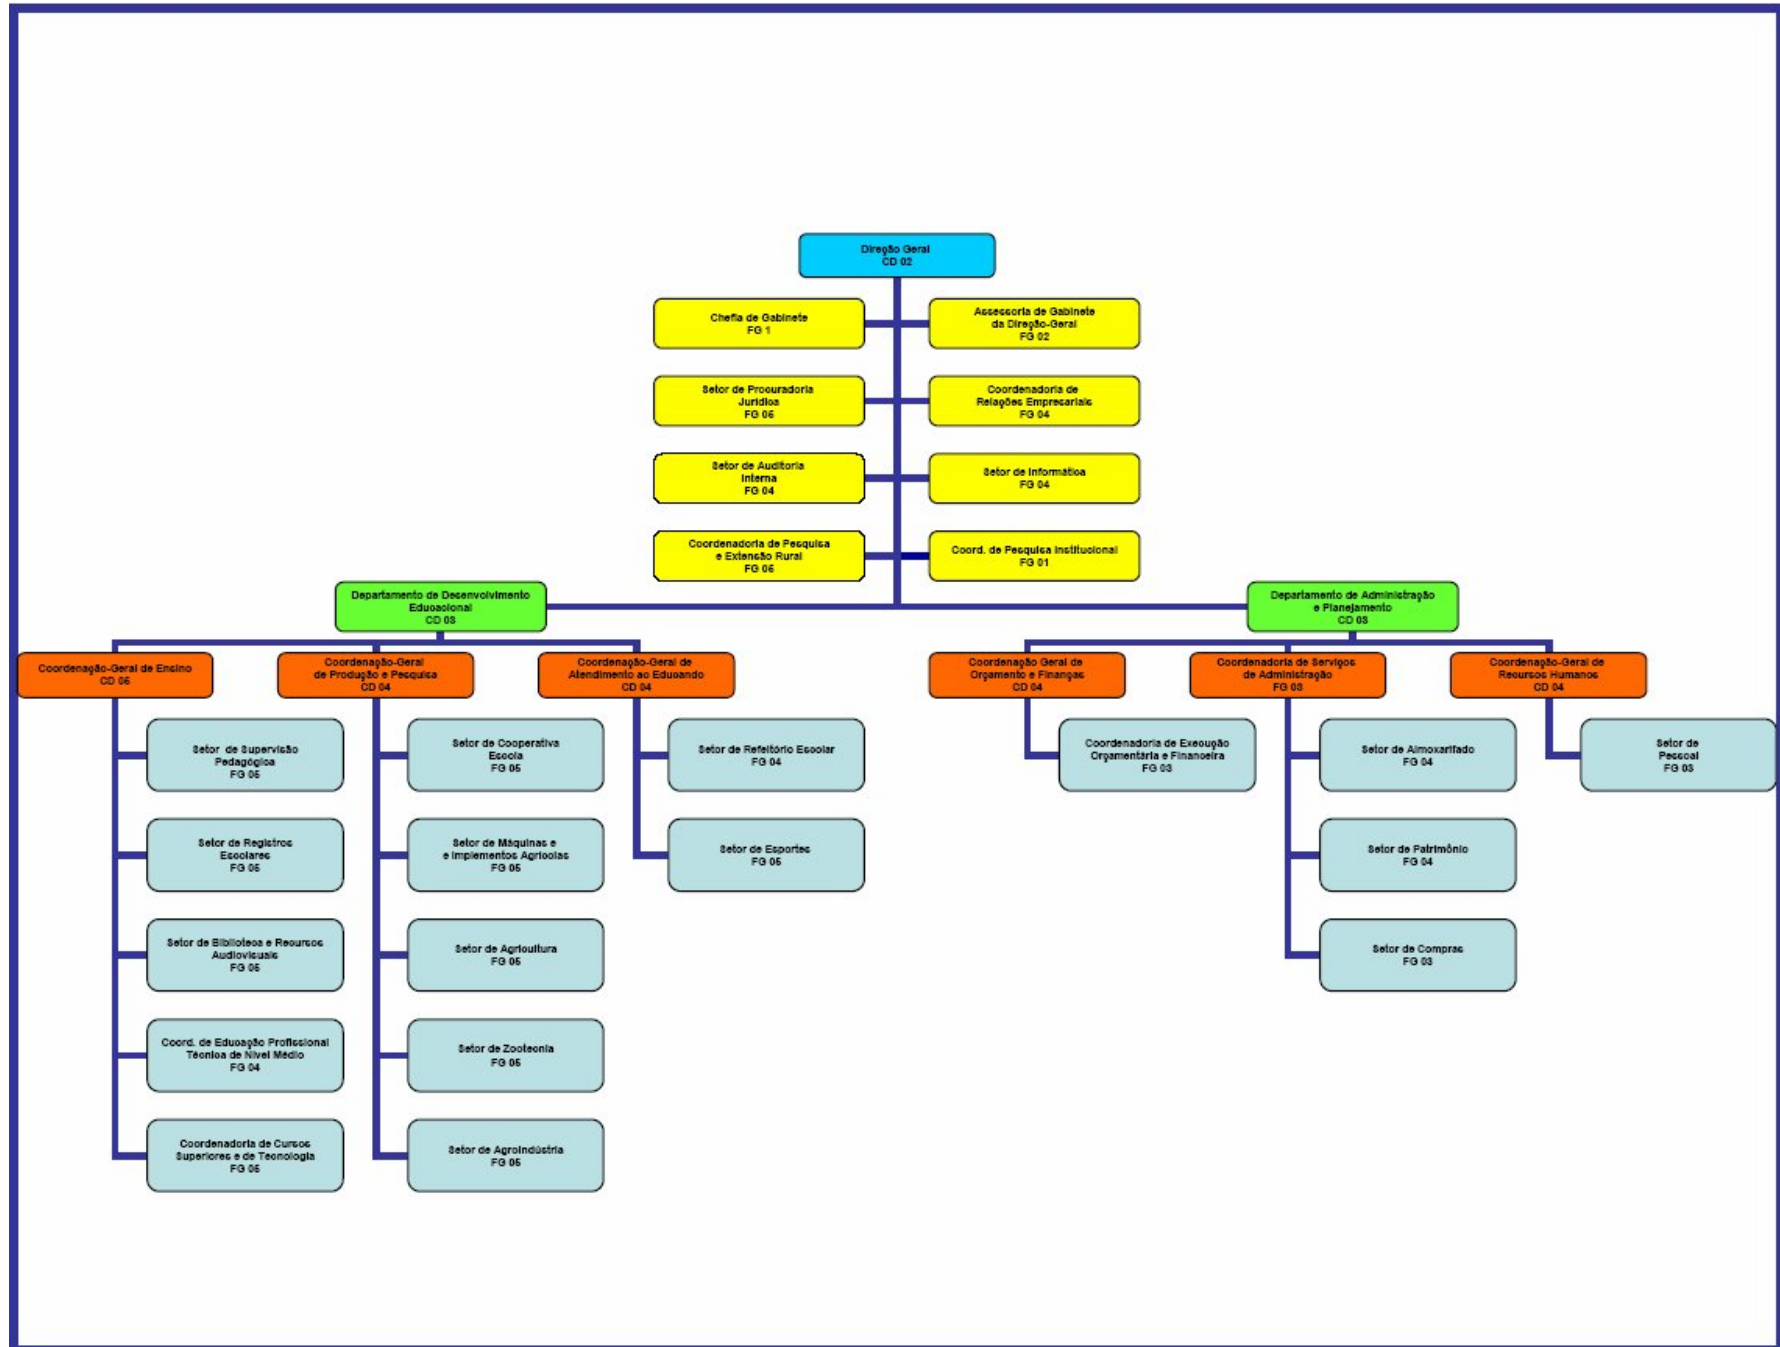 Direção Geral
CD 02
Chefia de Gabinete
FG 1
Assessoria de Gabinete
da Direção-Geral
FG 02
Setor de Procuradoria
Jurídica
FG 05
Coordenadoria de
Relações Empresariais
FG 04
Setor de Auditoria
Interna
FG 04
Setor de Informática
FG 04
Coordenadoria de Pesquisa
e Extensão Rural
FG 05
Coord. de Pesquisa Institucional
FG 01
Departamento de Desenvolvimento
Educacional
CD 03
Departamento de Administração
e Planejamento
CD 03
Coordenação-Geral de Ensino
CD
Coordenação-Geral
de Produção e Pesquisa
CD 04
Coordenação-Geral de
Atendimento ao Educando
CD 04
Coordenação Geral de
Orçamento e Finanças
CD 04
Coordenadoria de Serviços
de Administração
FG 03
Coordenação-Geral de
Recursos Humanos
CD 04
Setor de Supervisão
Pedagógica
FG 05
Setor de Cooperativa
Escola
FG 05
Setor de Refeitório Escolar
FG 04
Coordenadoria de Execução
Orçamentária e Financeira
FG 03
Setor de Almoxarifado
FG 04
Setor de
Pessoal
FG 03
Setor de Registros
Escolares
FG 05
Setor de Máquinas e
e Implementos Agrícolas
FG 05
Setor de Esportes
FG 05
Setor de Patrimônio
FG 04
Setor de Biblioteca e Recursos
Audiovisuais
FG 05
Setor de Agricultura
FG 05
Setor de Compras
FG 03
Coord. de Educação Profissional
Técnica de Nível Médio
FG 04
Setor de Zootecnia
FG 05
Coordenadoria de Cursos
Superiores e de Tecnologia
FG 05
Setor de Agroindústria
FG 05